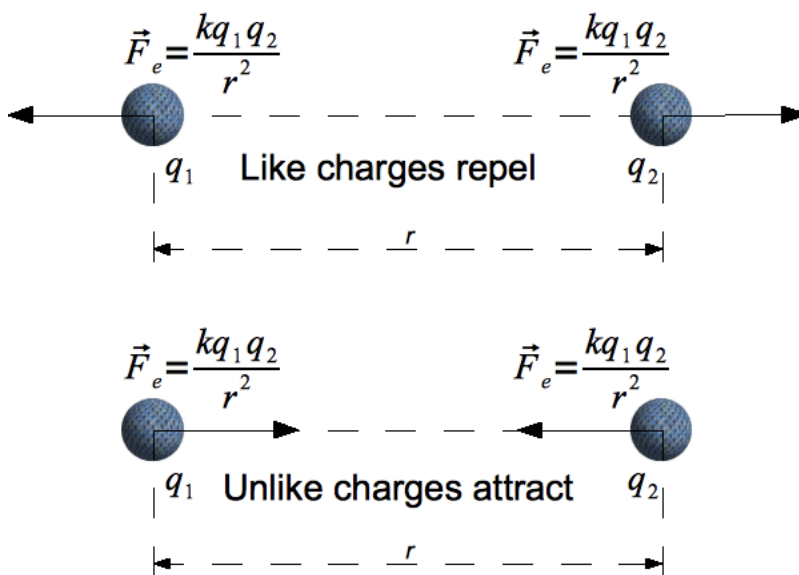 F⃗ₑ = kq₁q₂ / r² F⃗ₑ = kq₁q₂ / r²
q₁ Like charges repel q₂
r
F⃗ₑ = kq₁q₂ / r² F⃗ₑ = kq₁q₂ / r²
q₁ Unlike charges attract q₂
r